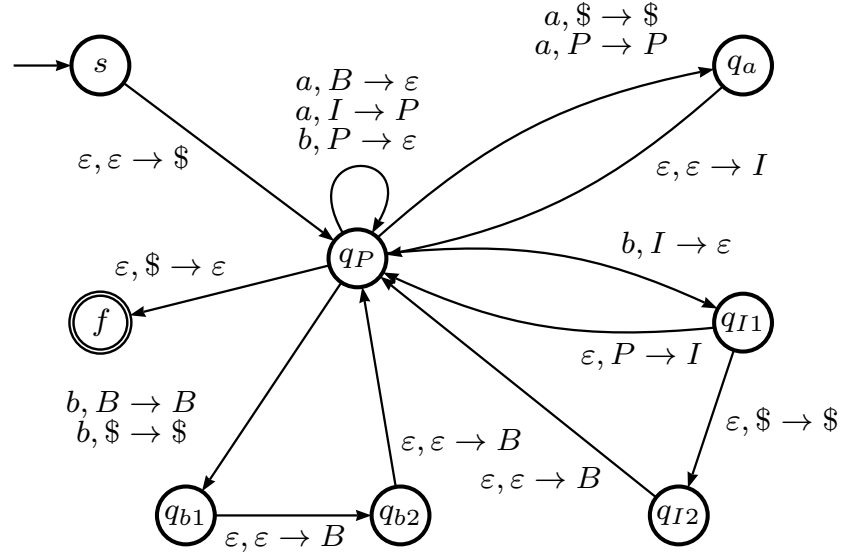 a, $ → $
a, P → P
s
q_a
a, B → ε
a, I → P
b, P → ε
ε, ε → $
ε, ε → I
b, I → ε
q_P
ε, $ → ε
f
q_{I1}
ε, P → I
b, B → B
b, $ → $
ε, $ → $
ε, ε → B
ε, ε → B
q_{b1}
q_{b2}
q_{I2}
ε, ε → B